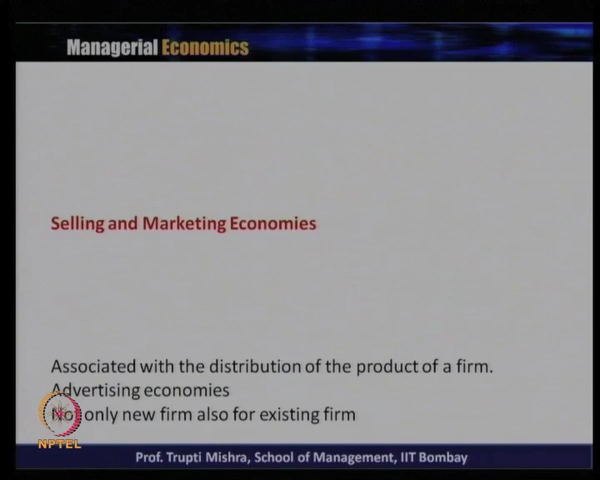 Managerial Economics
Selling and Marketing Economies
Associated with the distribution of the product of a firm.
Advertising economies
Not only new firm also for existing firm
NPTEL
Prof. Trupti Mishra, School of Management, IIT Bombay